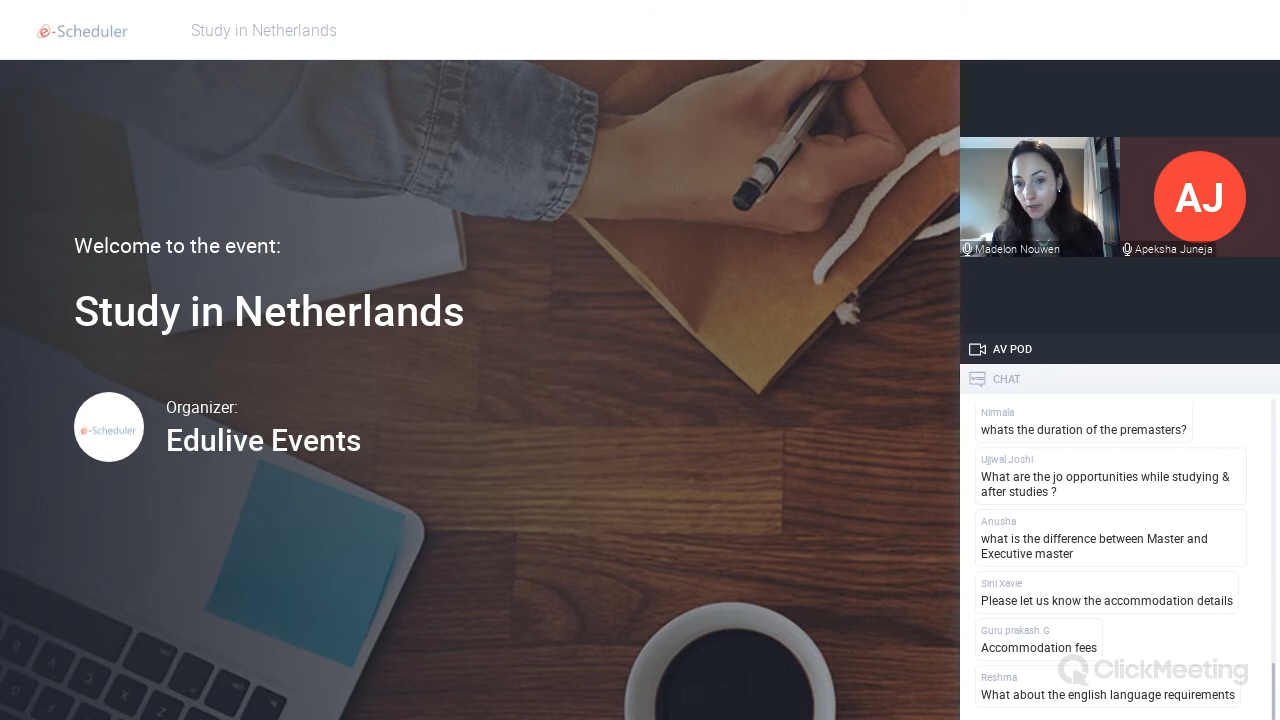 e-Scheduler
Study in Netherlands
Welcome to the event:
Study in Netherlands
e-Scheduler
Organizer:
Edulive Events
AJ
Madelon Nouwen
Apeksha Juneja
AV POD
CHAT
Nirmala
whats the duration of the premasters?
Ujjwal Joshi
What are the jo opportunities while studying &
after studies ?
Anusha
what is the difference between Master and
Executive master
Sini Xavie
Please let us know the accommodation details
Guru prakash.G
Accommodation fees
ClickMeeting
Reshma
What about the english language requirements